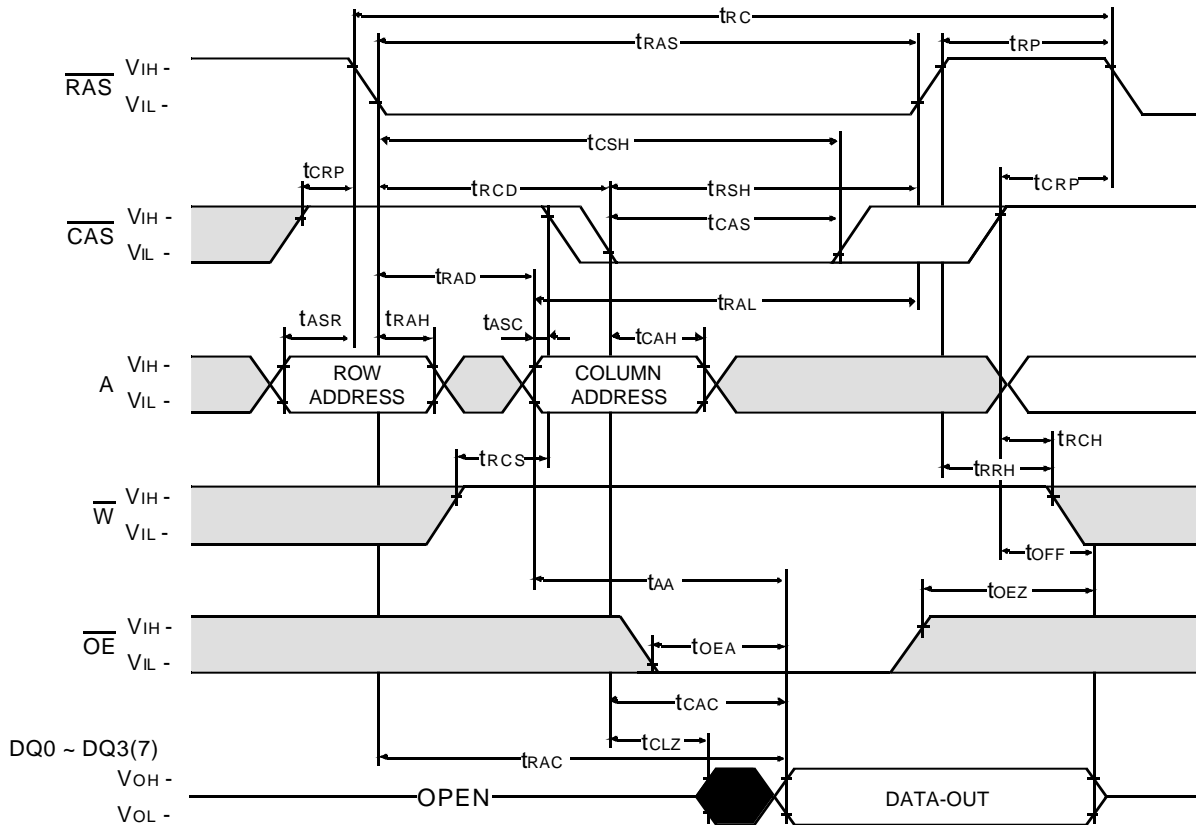 tRC
tRAS
tRP
RAS
VIH -
VIL -
tCSH
tCRP
tRCD
tRSH
tCRP
CAS
VIH -
VIL -
tCAS
tRAD
tRAL
tASR
tRAH
tASC
tCAH
A
VIH -
VIL -
ROW
ADDRESS
COLUMN
ADDRESS
tRCS
tRCH
tRRH
W
VIH -
VIL -
tOFF
tAA
tOEZ
OE
VIH -
VIL -
tOEA
tCAC
DQ0 ~ DQ3(7)
tCLZ
tRAC
VOH -
VOL -
OPEN
DATA-OUT